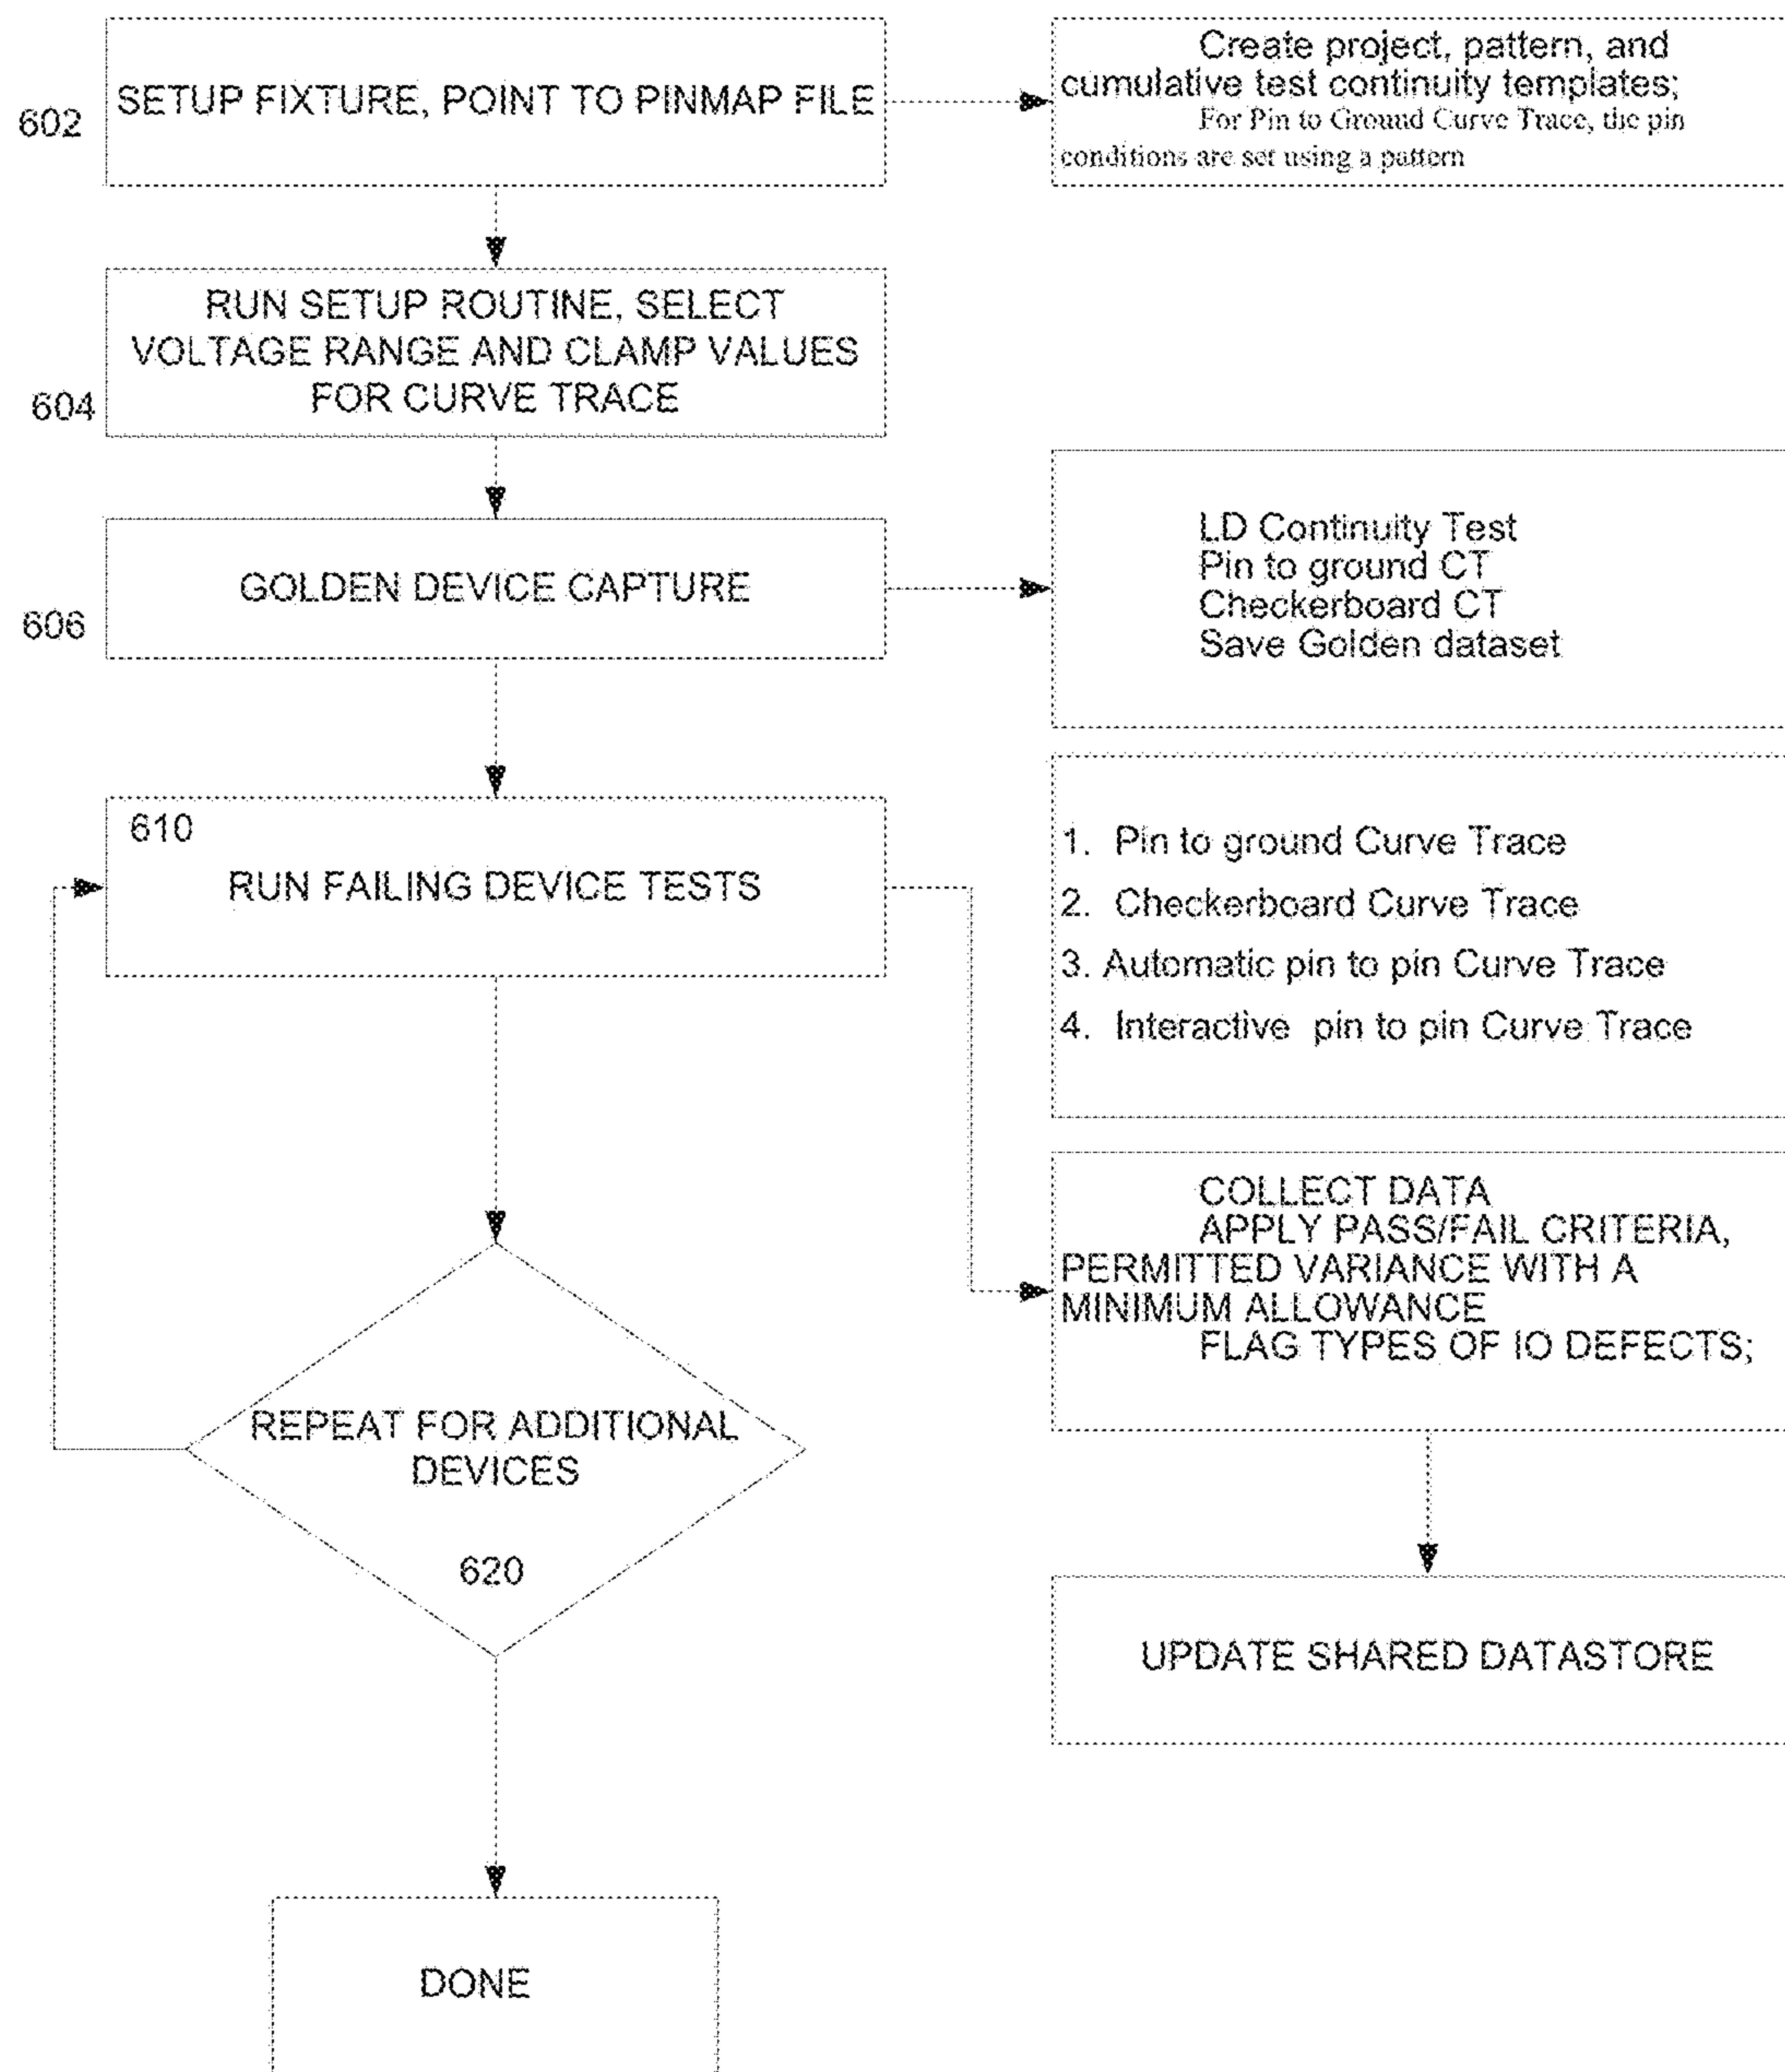 SETUP FIXTURE, POINT TO PINMAP FILE
602
Create project, pattern, and
cumulative test continuity templates;
For Pin to Ground Curve Trace, the pin
conditions are set using a pattern
RUN SETUP ROUTINE, SELECT
VOLTAGE RANGE AND CLAMP VALUES
FOR CURVE TRACE
604
GOLDEN DEVICE CAPTURE
606
LD Continuity Test
Pin to ground CT
Checkerboard CT
Save Golden dataset
610
RUN FAILING DEVICE TESTS
1. Pin to ground Curve Trace
2. Checkerboard Curve Trace
3. Automatic pin to pin Curve Trace
4. Interactive pin to pin Curve Trace
COLLECT DATA
APPLY PASS/FAIL CRITERIA,
PERMITTED VARIANCE WITH A
MINIMUM ALLOWANCE
FLAG TYPES OF IO DEFECTS;
REPEAT FOR ADDITIONAL
DEVICES
620
UPDATE SHARED DATASTORE
DONE